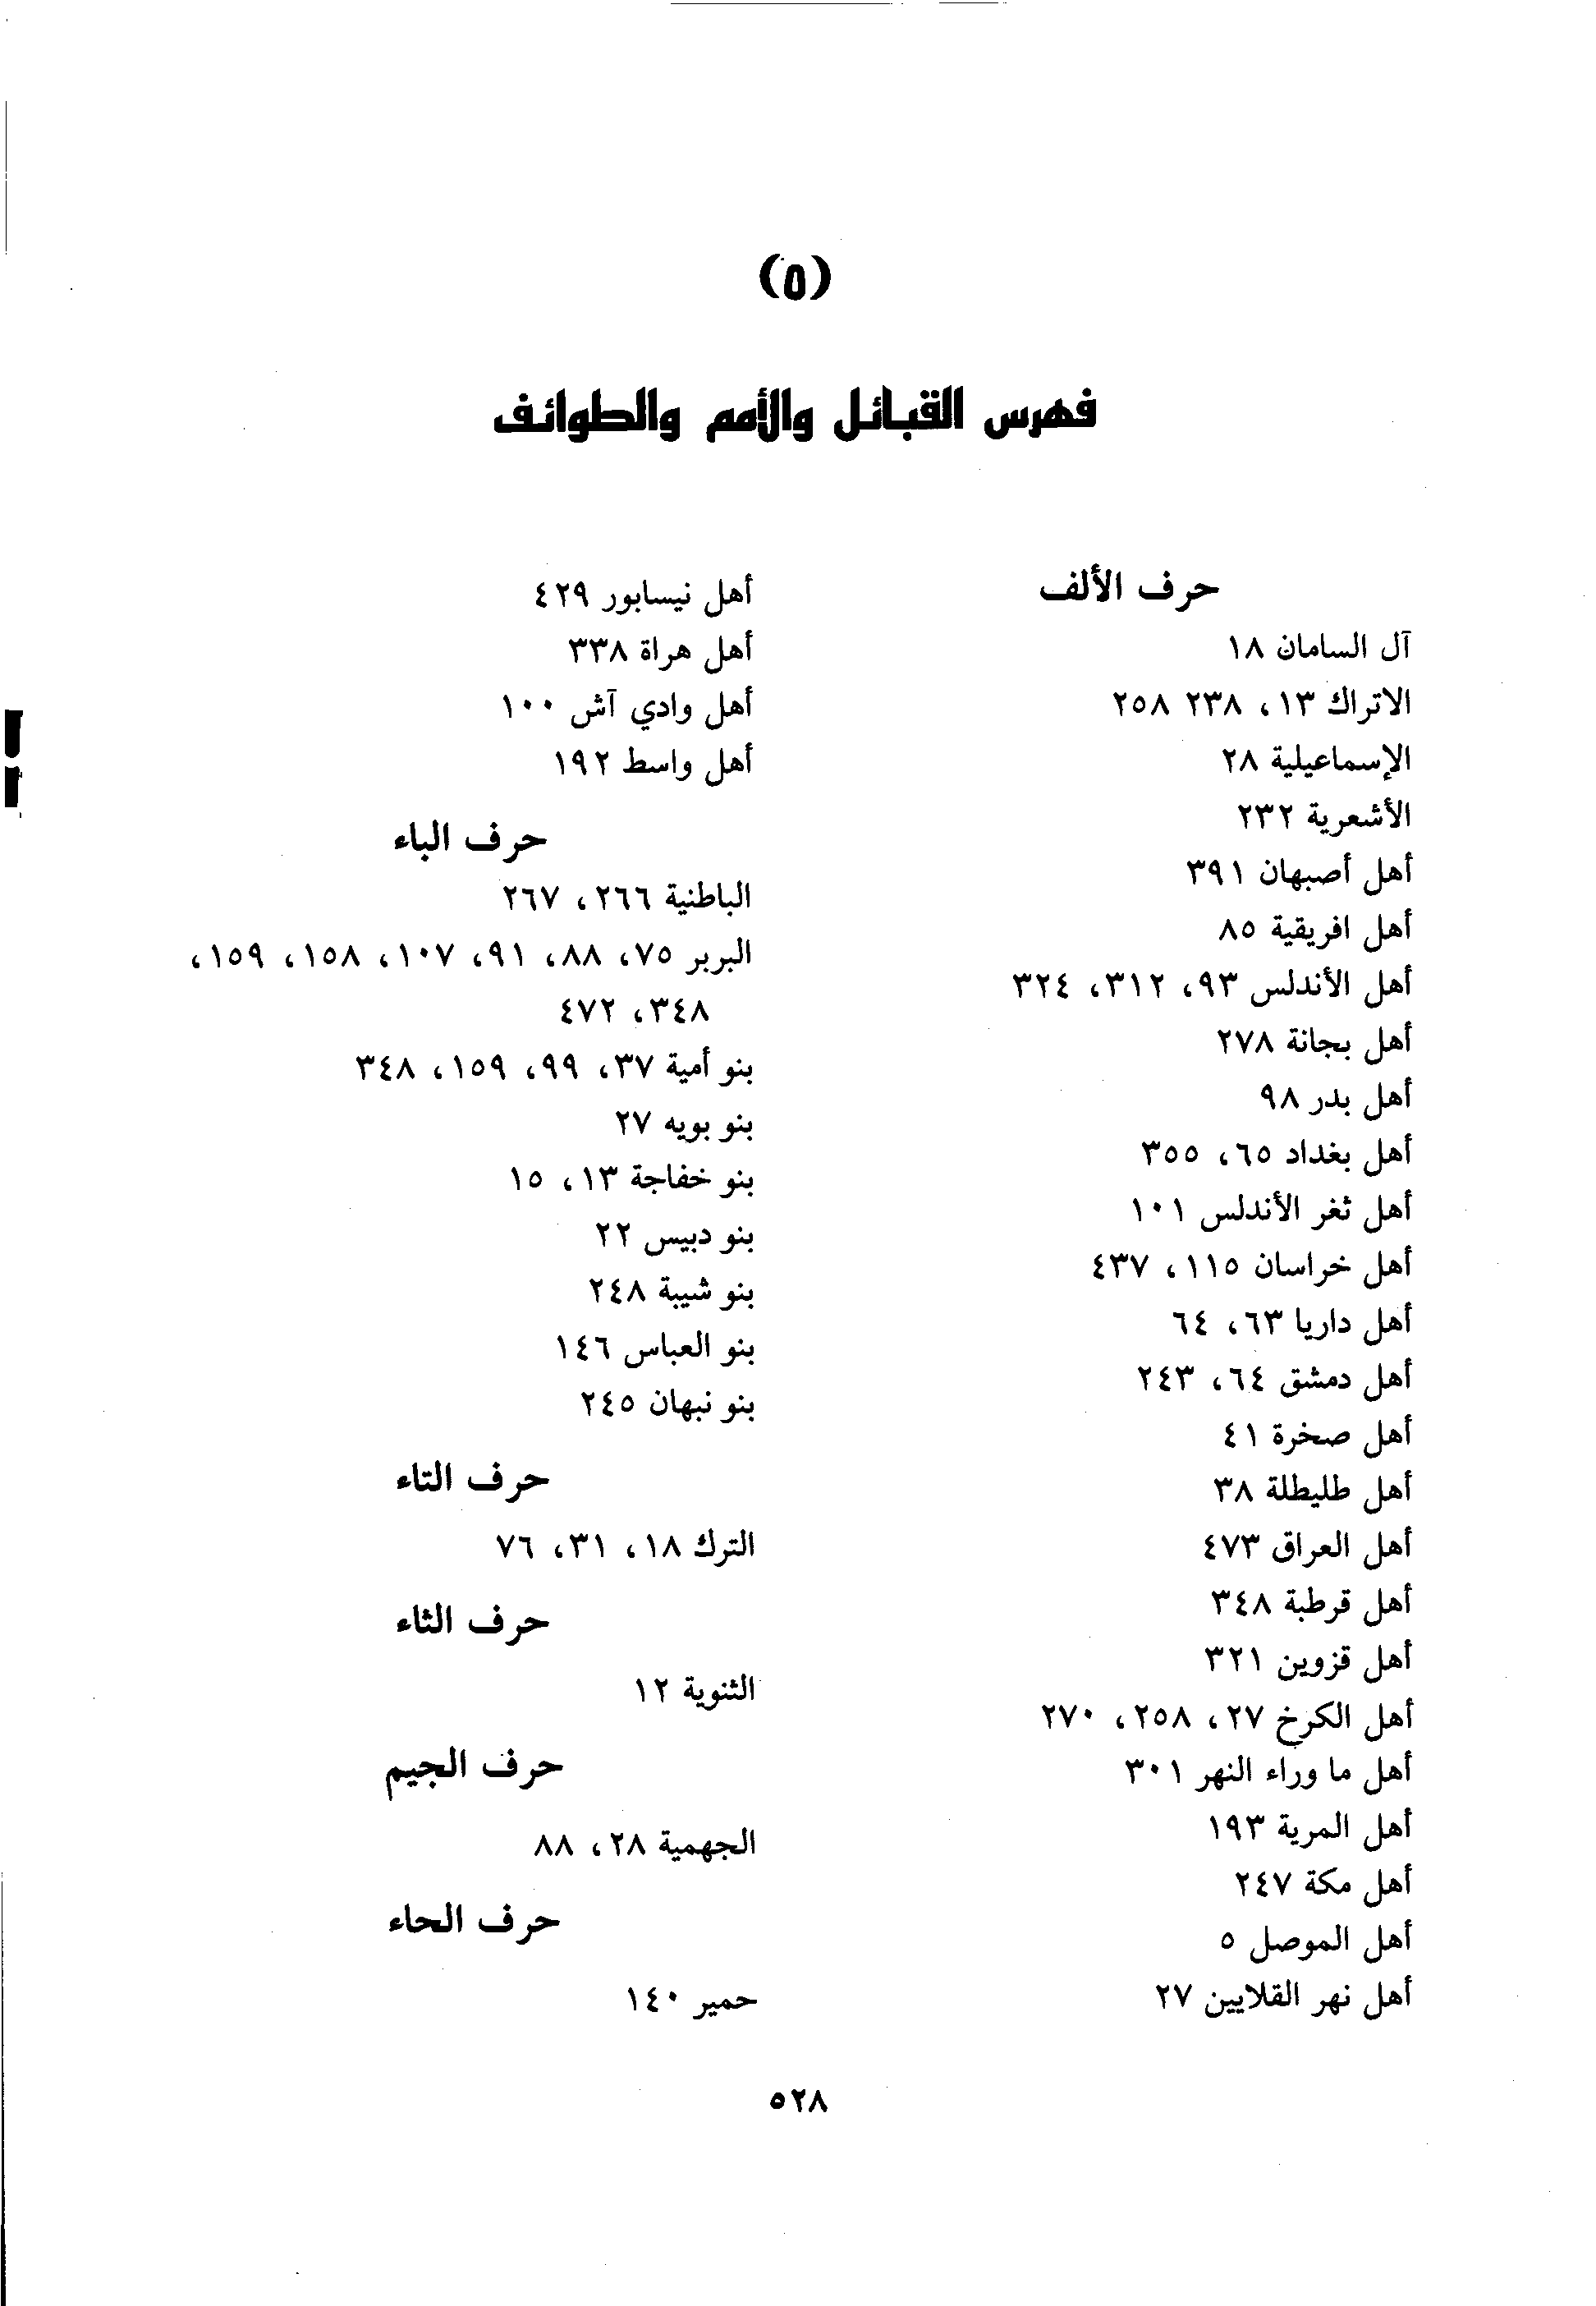 (٥)
فهرس القبائل والأمم والطوائف
حرف الألف
آل السامان ١٨
الاتراك ١٣، ٢٣٨ ٢٥٨
الإسماعيلية ٢٨
الأشعرية ٢٣٢
أهل أصبهان ٣٩١
أهل افريقية ٨٥
أهل الأندلس ٩٣، ٣١٢، ٣٢٤
أهل بجانة ٢٧٨
أهل بدر ٩٨
أهل بغداد ٦٥، ٣٥٥
أهل ثغر الأندلس ١٠١
أهل خراسان ١١٥، ٤٣٧
أهل داريا ٦٣، ٦٤
أهل دمشق ٦٤، ٢٤٣
أهل صخرة ٤١
أهل طليطلة ٣٨
أهل العراق ٤٧٣
أهل قرطبة ٣٤٨
أهل قزوين ٣٢١
أهل الكرخ ٢٧، ٢٥٨، ٢٧٠
أهل ما وراء النهر ٣٠١
أهل المرية ١٩٣
أهل مكة ٢٤٧
أهل الموصل ٥
أهل نهر القلايين ٢٧
أهل نيسابور ٤٢٩
أهل هراة ٣٣٨
أهل وادي آش ١٠٠
أهل واسط ١٩٢
حرف الباء
الباطنية ٢٦٦، ٢٦٧
البربر ٧٥، ٨٨، ٩١، ١٠٧، ١٥٨، ١٥٩،
٣٤٨، ٤٧٢
بنو أمية ٣٧، ٩٩، ١٥٩، ٣٤٨
بنو بويه ٢٧
بنو خفاجة ١٣، ١٥
بنو دبيس ٢٢
بنو شيبة ٢٤٨
بنو العباس ١٤٦
بنو نبهان ٢٤٥
حرف التاء
الترك ١٨، ٣١، ٧٦
حرف الثاء
الثنوية ١٢
حرف الجيم
الجهمية ٢٨، ٨٨
حرف الحاء
حمير ١٤٠
٥٢٨